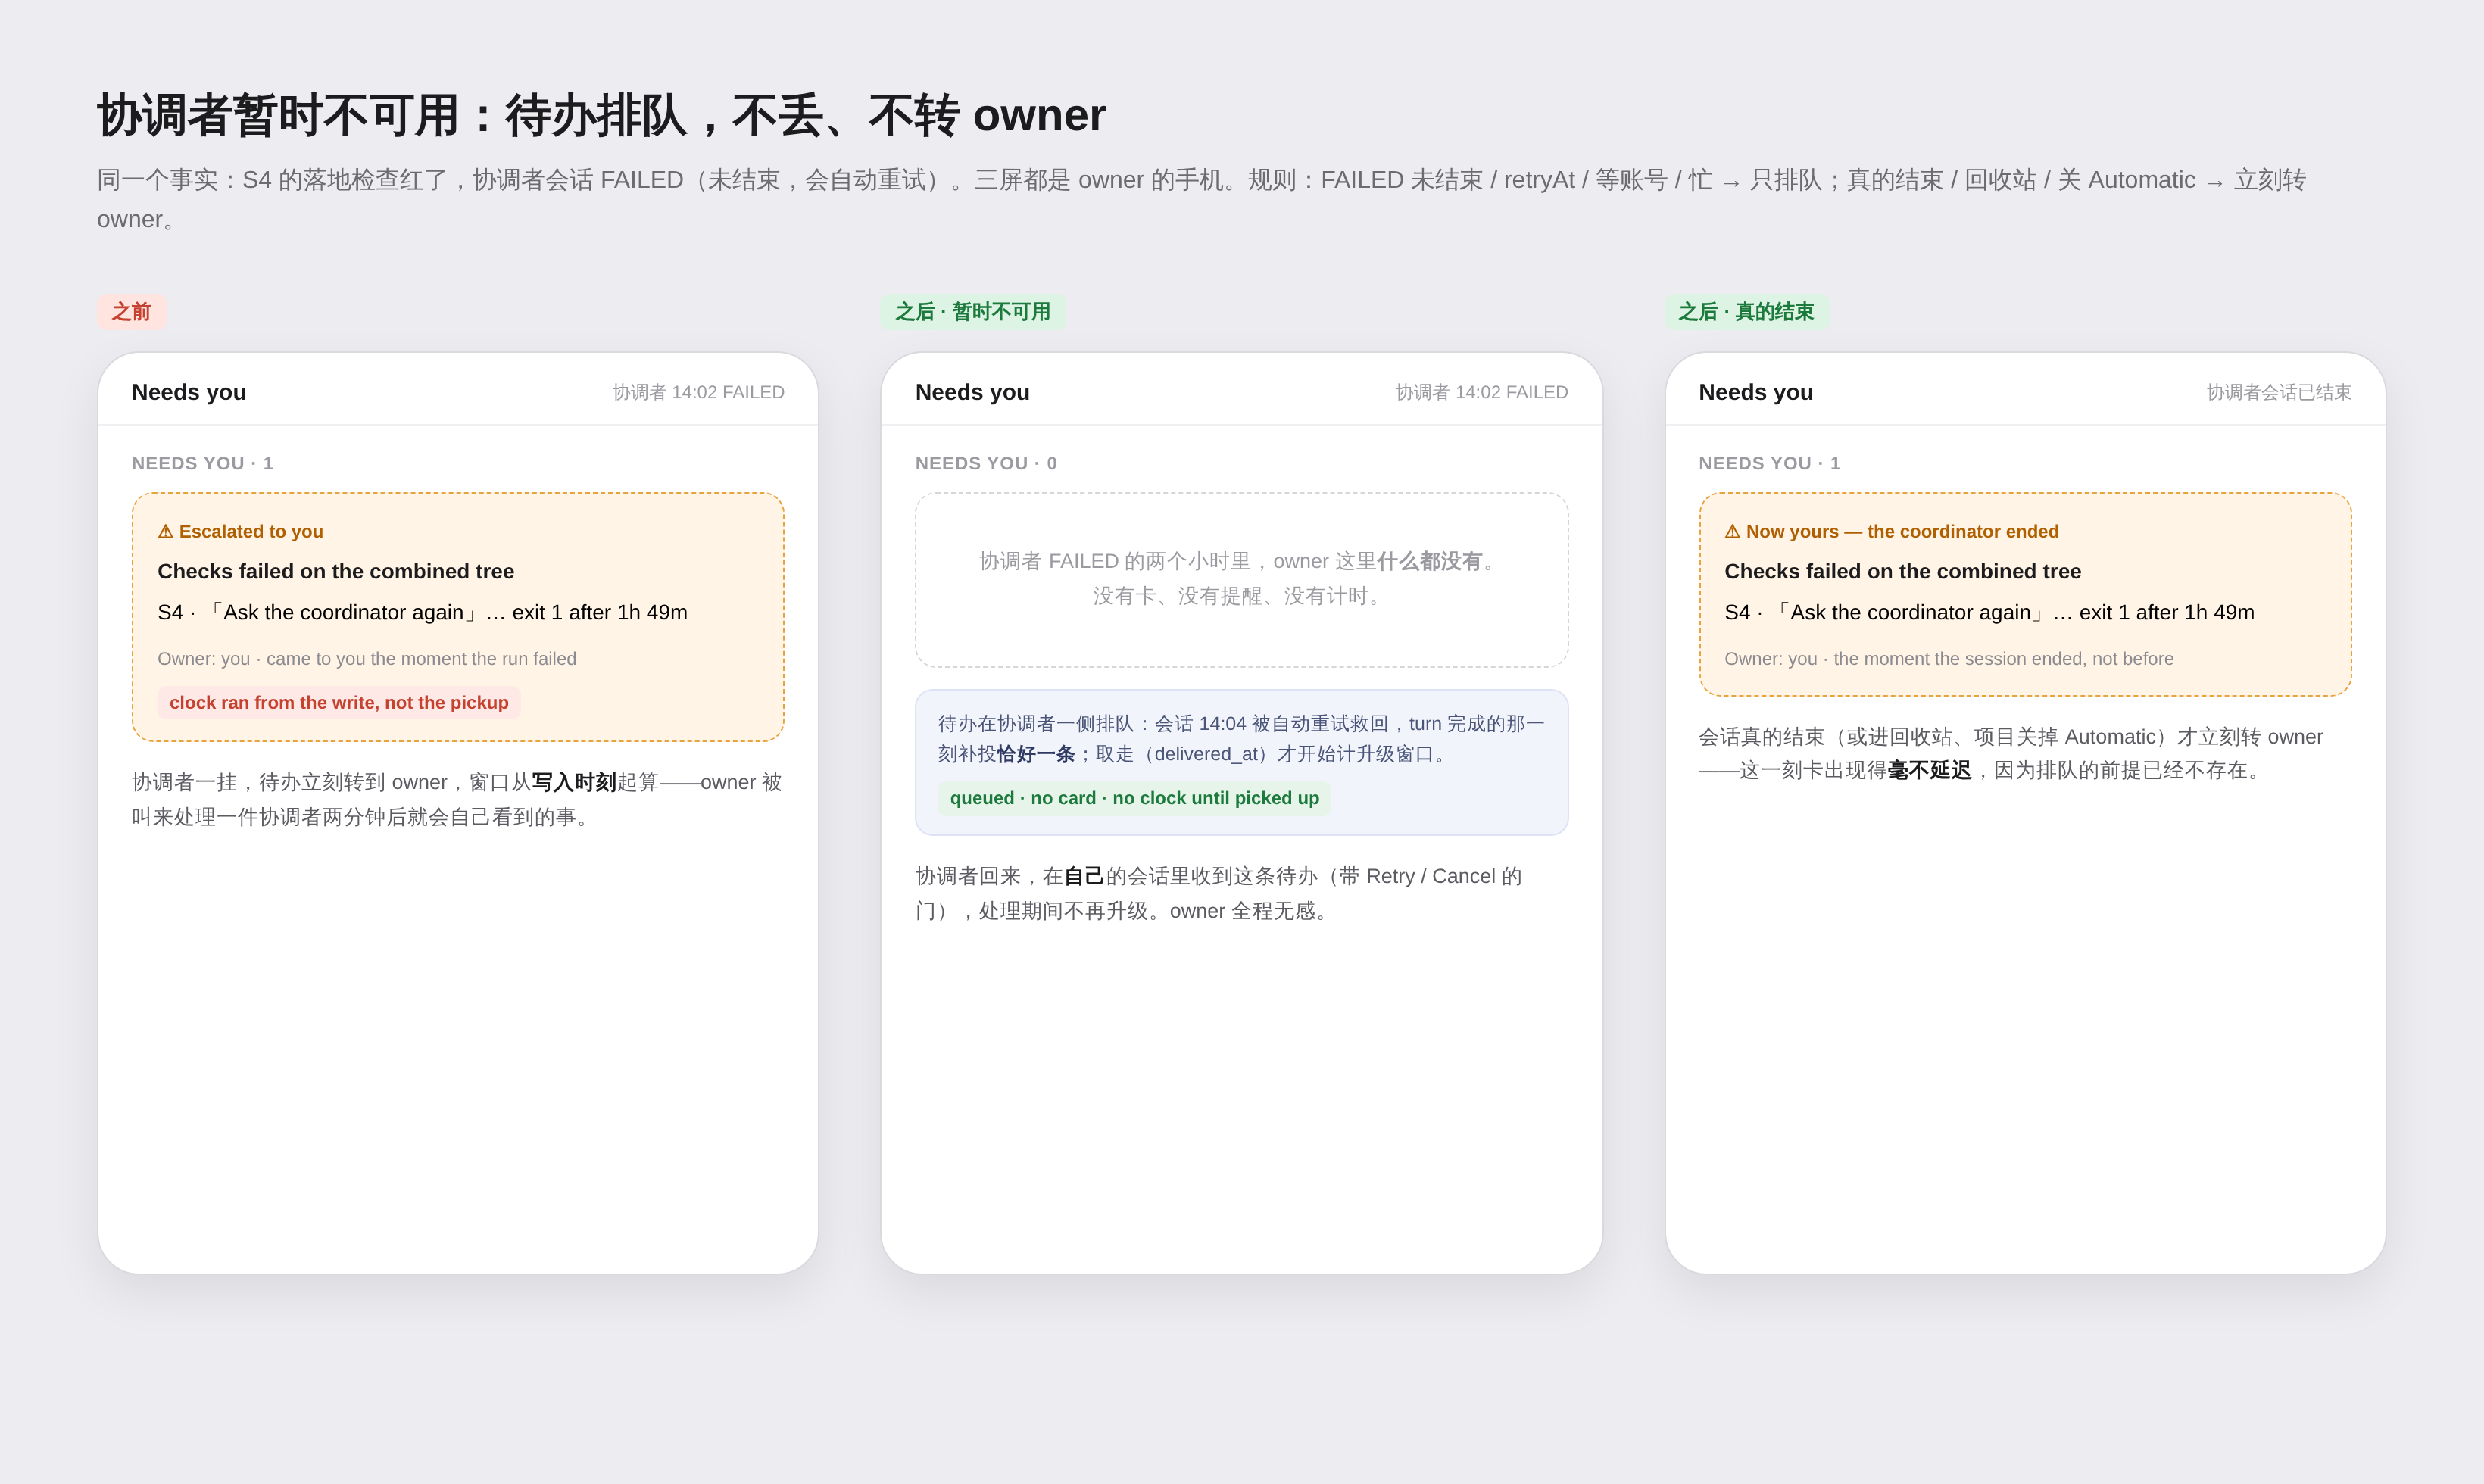 协调者暂时不可用：待办排队，不丢、不转 owner
同一个事实：S4 的落地检查红了，协调者会话 FAILED（未结束，会自动重试）。三屏都是 owner 的手机。规则：FAILED 未结束 / retryAt / 等账号 / 忙 → 只排队；真的结束 / 回收站 / 关 Automatic → 立刻转
owner。
之前
Needs you
协调者 14:02 FAILED
NEEDS YOU · 1
⚠ Escalated to you
Checks failed on the combined tree
S4 · 「Ask the coordinator again」… exit 1 after 1h 49m
Owner: you · came to you the moment the run failed
clock ran from the write, not the pickup
协调者一挂，待办立刻转到 owner，窗口从写入时刻起算——owner 被
叫来处理一件协调者两分钟后就会自己看到的事。
之后 · 暂时不可用
Needs you
协调者 14:02 FAILED
NEEDS YOU · 0
协调者 FAILED 的两个小时里，owner 这里什么都没有。
没有卡、没有提醒、没有计时。
待办在协调者一侧排队：会话 14:04 被自动重试救回，turn 完成的那一
刻补投恰好一条；取走（delivered_at）才开始计升级窗口。
queued · no card · no clock until picked up
协调者回来，在自己的会话里收到这条待办（带 Retry / Cancel 的
门），处理期间不再升级。owner 全程无感。
之后 · 真的结束
Needs you
协调者会话已结束
NEEDS YOU · 1
⚠ Now yours — the coordinator ended
Checks failed on the combined tree
S4 · 「Ask the coordinator again」… exit 1 after 1h 49m
Owner: you · the moment the session ended, not before
会话真的结束（或进回收站、项目关掉 Automatic）才立刻转 owner
——这一刻卡出现得毫不延迟，因为排队的前提已经不存在。